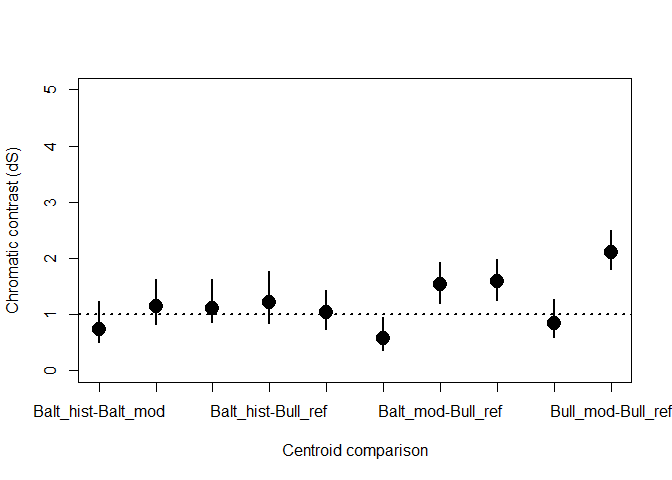 Chromatic contrast (dS)
5
4
3
2
1
0
Balt_hist-Balt_mod Balt_hist-Bull_ref Balt_mod-Bull_ref Bull_mod-Bull_ref
Centroid comparison